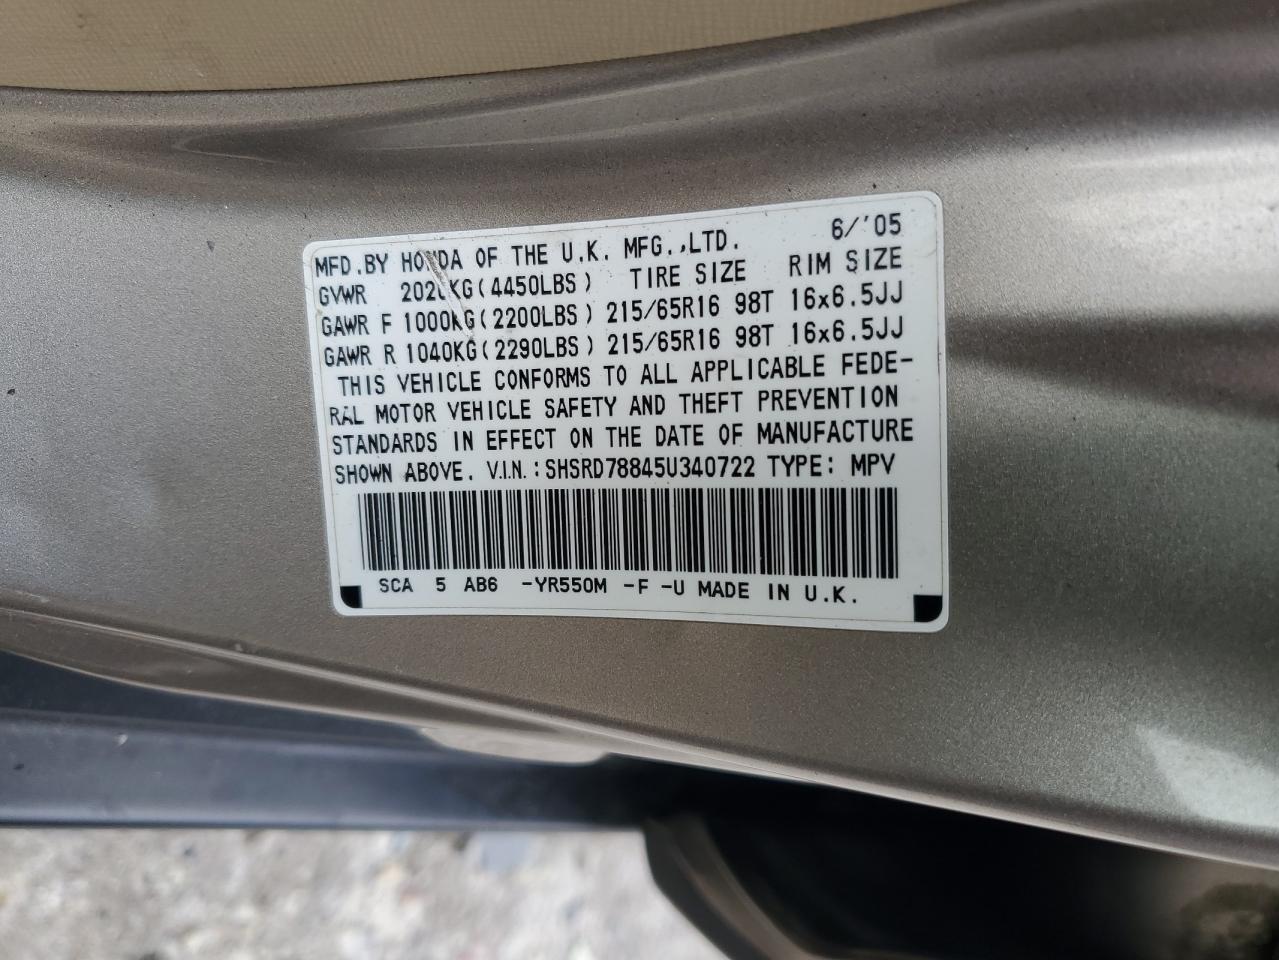 MFD.BY HONDA OF THE U.K. MFG.,LTD. 6/'05
GVWR 2020KG(4450LBS) TIRE SIZE RIM SIZE
GAWR F 1000KG(2200LBS) 215/65R16 98T 16x6.5JJ
GAWR R 1040KG(2290LBS) 215/65R16 98T 16x6.5JJ
THIS VEHICLE CONFORMS TO ALL APPLICABLE FEDE-
RAL MOTOR VEHICLE SAFETY AND THEFT PREVENTION
STANDARDS IN EFFECT ON THE DATE OF MANUFACTURE
SHOWN ABOVE. V.I.N.:SHSRD78845U340722 TYPE: MPV
SCA 5 AB6 -YR550M -F -U MADE IN U.K.